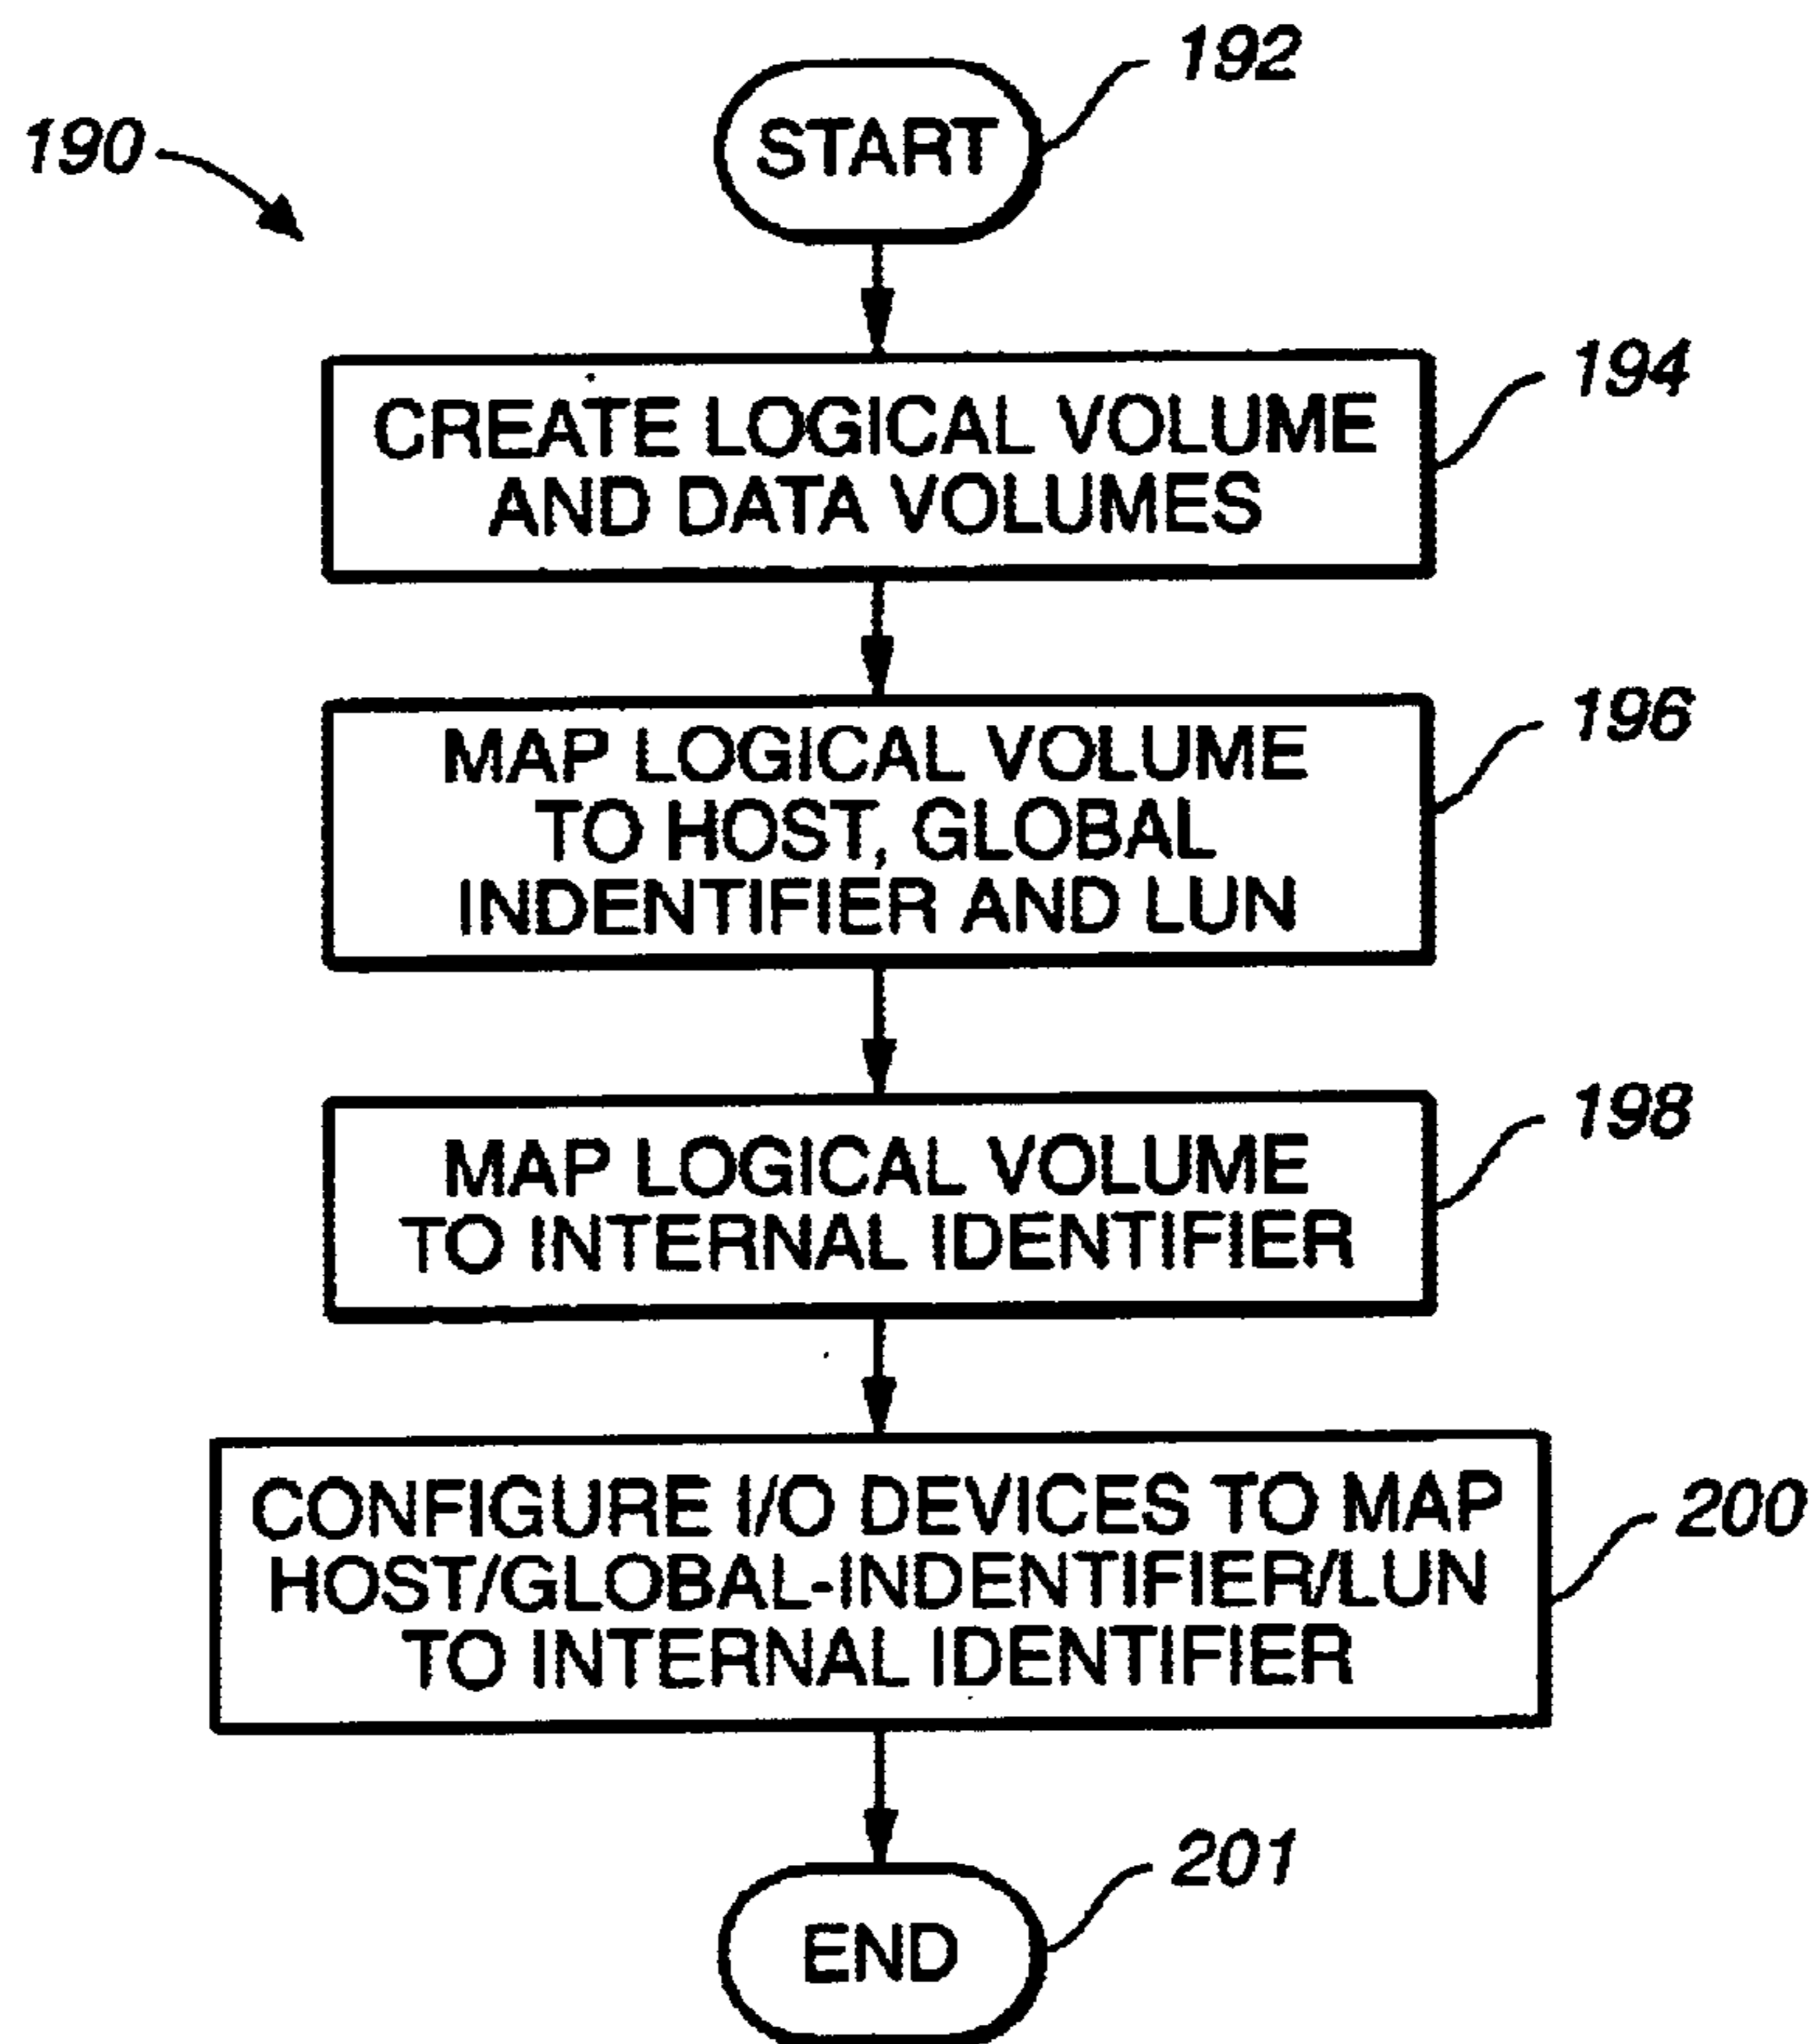 192
190
START
194
CREATE LOGICAL VOLUME
AND DATA VOLUMES
196
MAP LOGICAL VOLUME
TO HOST, GLOBAL
INDENTIFIER AND LUN
198
MAP LOGICAL VOLUME
TO INTERNAL IDENTIFIER
200
CONFIGURE I/O DEVICES TO MAP
HOST/GLOBAL-INDENTIFIER/LUN
TO INTERNAL IDENTIFIER
201
END